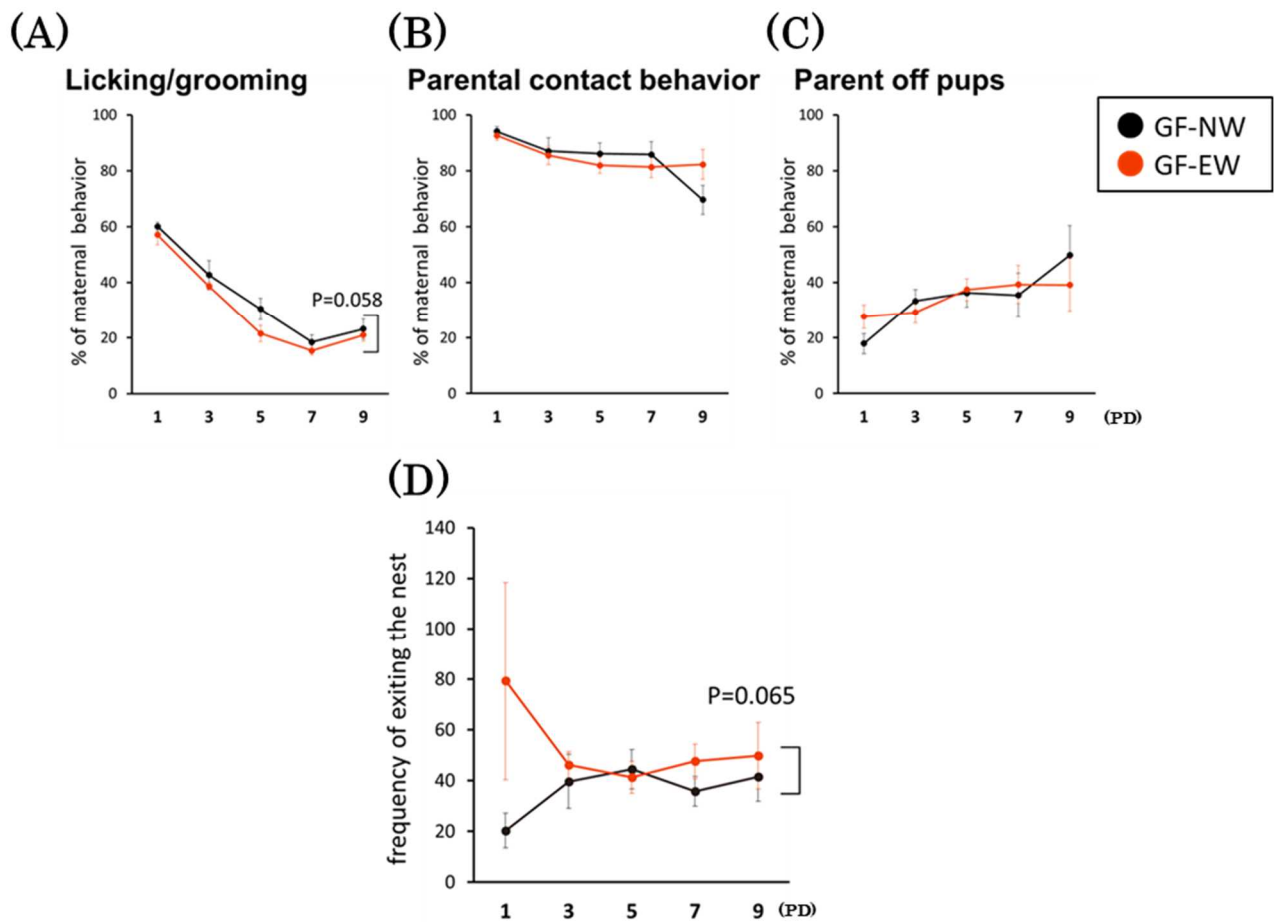 (A)
Licking/grooming
% of maternal behavior
100
80
60
40
20
0
P=0.058
1 3 5 7 9
(B)
Parental contact behavior
% of maternal behavior
100
80
60
40
20
0
1 3 5 7 9
(C)
Parent off pups
% of maternal behavior
100
80
60
40
20
0
1 3 5 7 9 (PD)
GF-NW
GF-EW
(D)
frequency of exiting the nest
140
120
100
80
60
40
20
0
P=0.065
1 3 5 7 9 (PD)